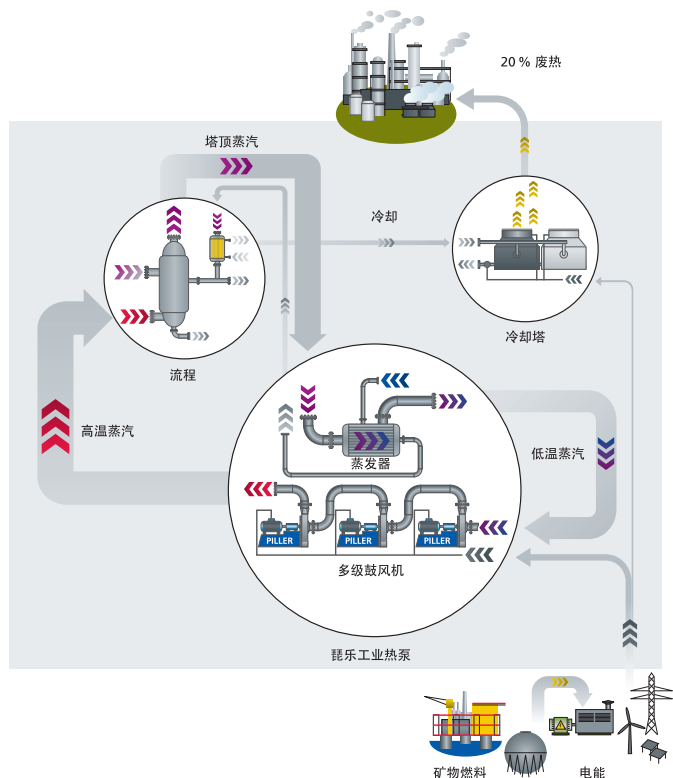 20 % 废热
塔顶蒸汽
冷却
冷却塔
流程
高温蒸汽
蒸发器
低温蒸汽
PILLER
PILLER
PILLER
多级鼓风机
琵乐工业热泵
矿物燃料
电能